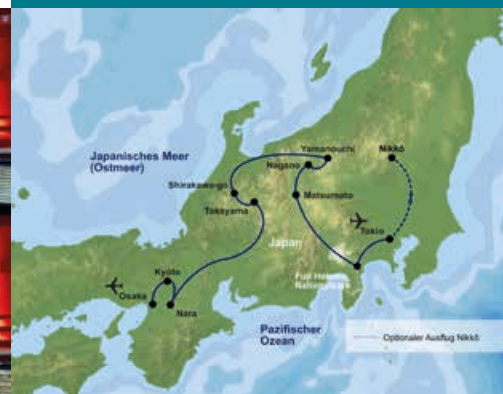 Japanisches Meer
(Ostmeer)
Yamanouchi
Nikkō
Nagano
Shirakawa-go
Matsumoto
Takayama
Tokio
Japan
Fuji Hakone
Nationalpark
Kyōto
Osaka
Nara
Pazifischer
Ozean
Optionaler Ausflug Nikkō